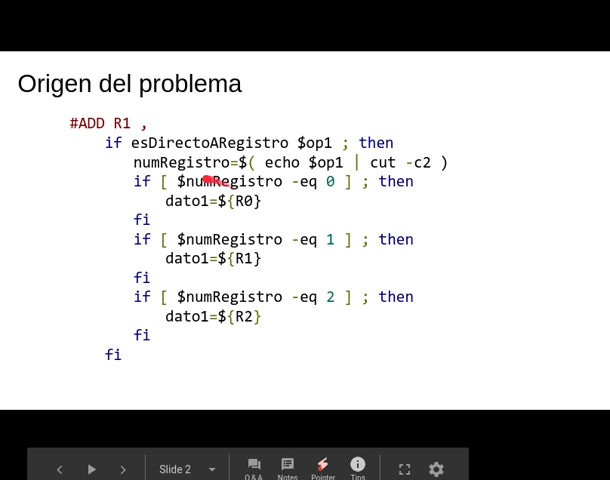 Origen del problema
#ADD R1 ,
if esDirectoARegistro $op1 ; then
numRegistro=$( echo $op1 | cut -c2 )
if [ $numRegistro -eq 0 ] ; then
dato1=${R0}
fi
if [ $numRegistro -eq 1 ] ; then
dato1=${R1}
fi
if [ $numRegistro -eq 2 ] ; then
dato1=${R2}
fi
fi
Slide 2
Q & A Notes Pointer Tips